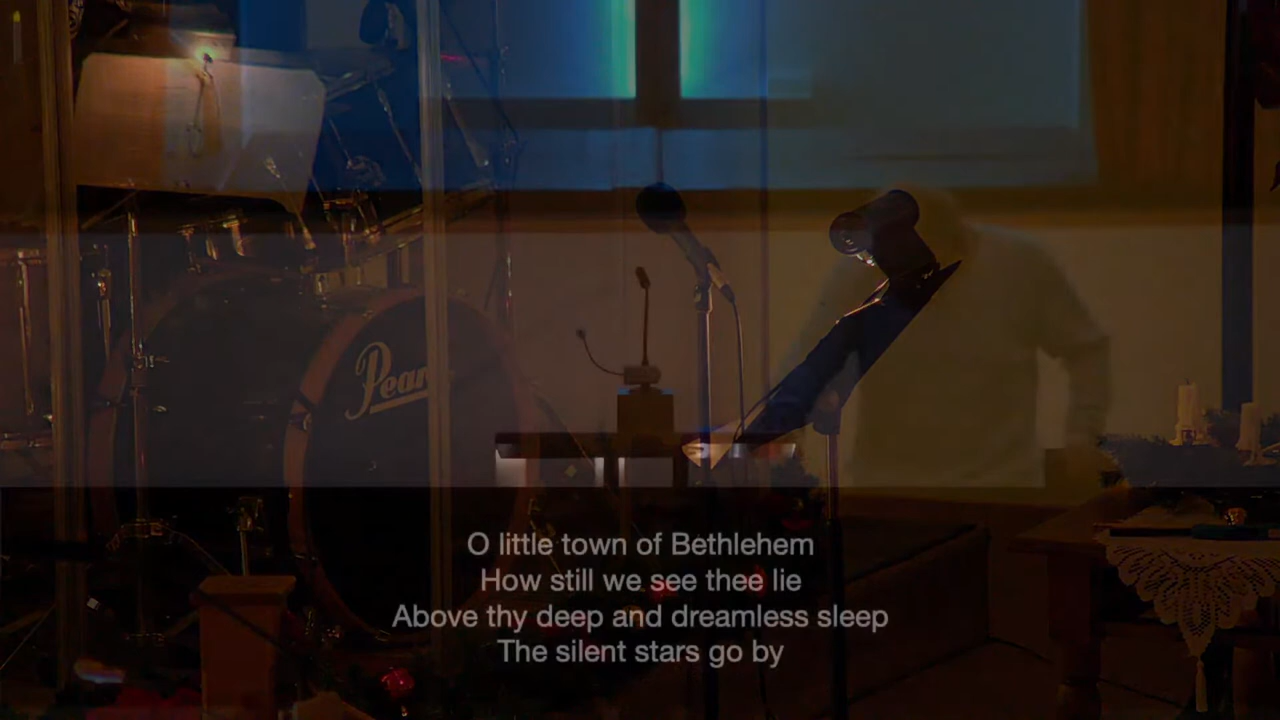 Pearl
O little town of Bethlehem
How still we see thee lie
Above thy deep and dreamless sleep
The silent stars go by